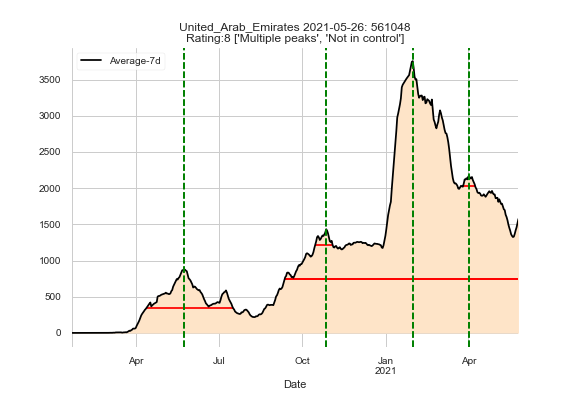 United_Arab_Emirates 2021-05-26: 561048
Rating:8 ['Multiple peaks', 'Not in control']
Average-7d
3500
3000
2500
2000
1500
1000
500
0
Apr
Jul
Oct
Jan
2021
Apr
Date